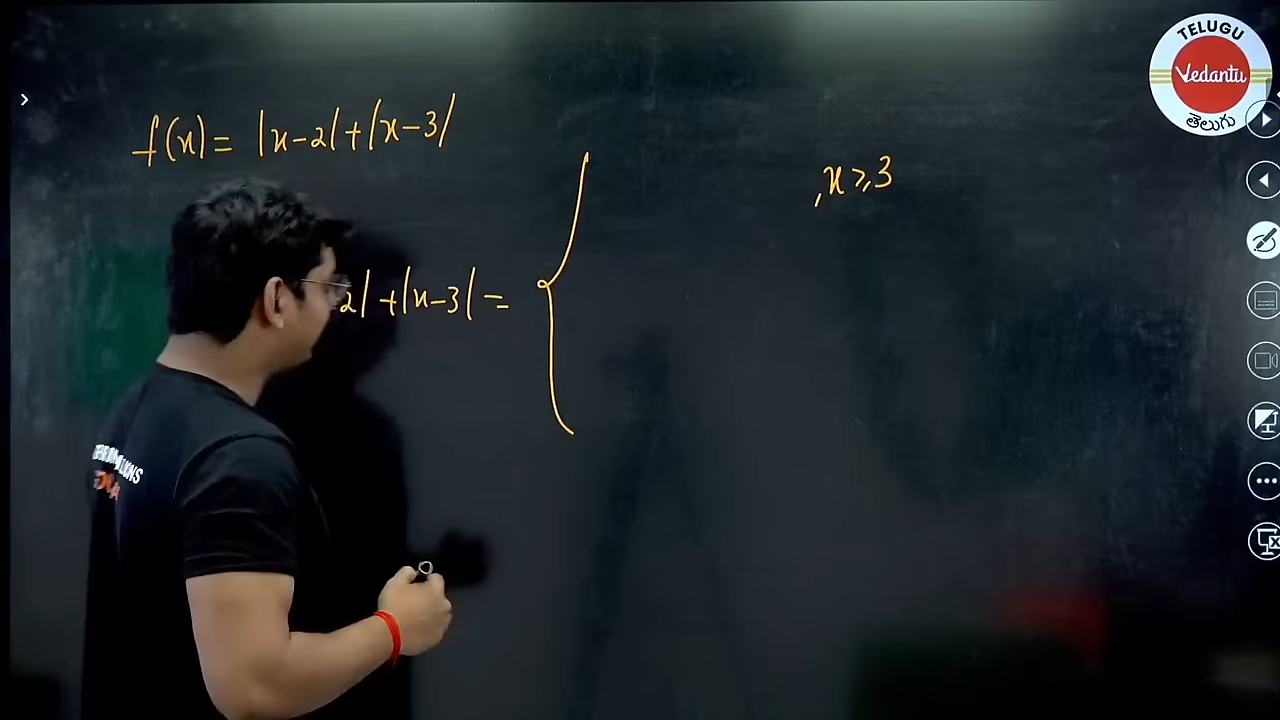 TELUGU
Vedantu
తెలుగు
f(x) = |x-2|+|x-3|
, x ⩾ 3
2| + |x-3| =